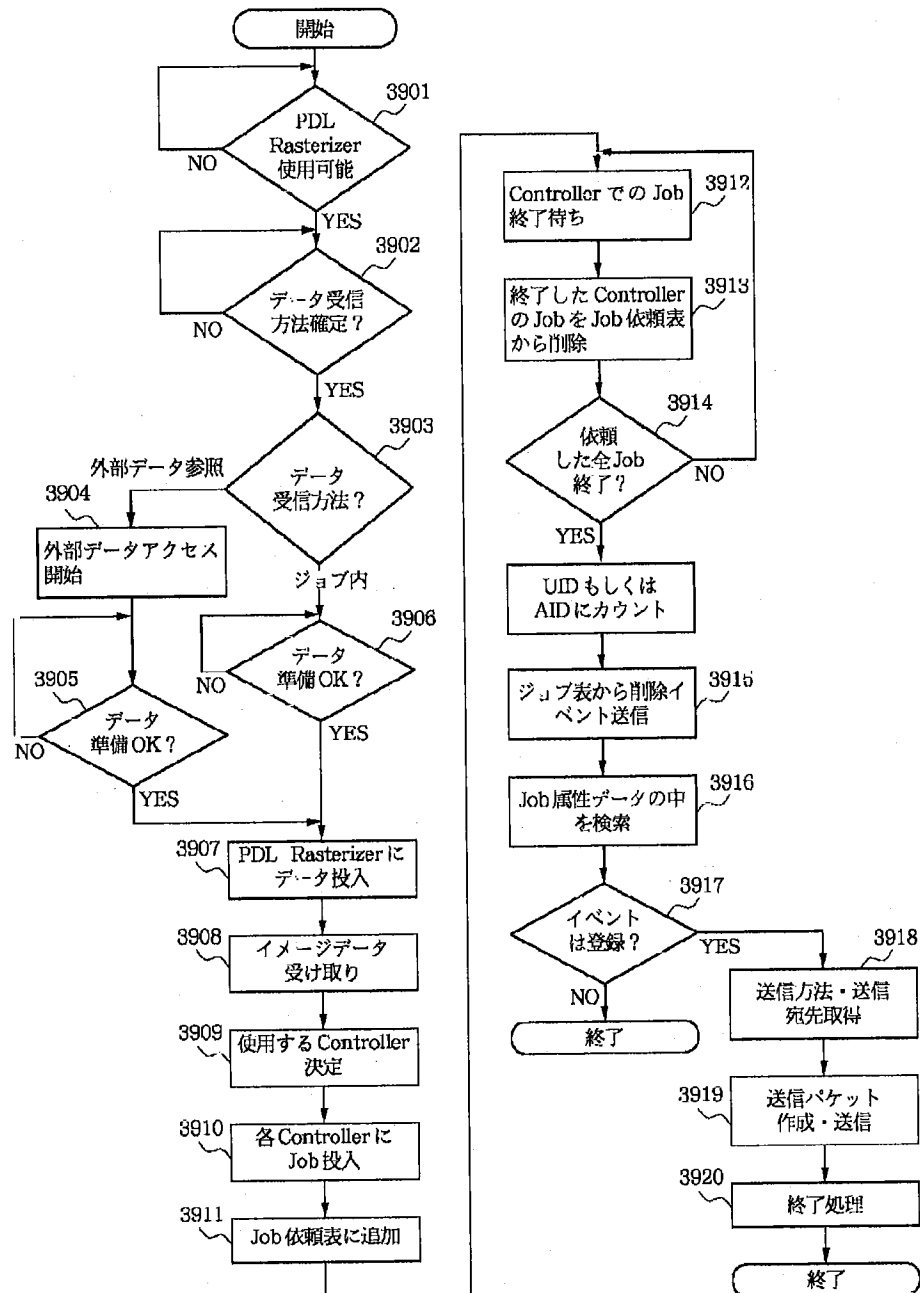 開始
3901
PDL
Rasterizer
使用可能
NO
YES
3902
データ受信
方法確定？
NO
YES
3903
データ
受信方法？
外部データ参照
ジョブ内
3904
外部データアクセス
開始
3905
データ
準備OK？
NO
YES
3906
データ
準備OK？
NO
YES
3907
PDL Rasterizerに
データ投入
3908
イメージデータ
受け取り
3909
使用するController
決定
3910
各Controllerに
Job投入
3911
Job依頼表に追加
3912
ControllerでのJob
終了待ち
3913
終了したController
のJobをJob依頼表
から削除
3914
依頼
した全Job
終了？
NO
YES
UIDもしくは
AIDにカウント
3915
ジョブ表から削除イ
ベント送信
3916
Job属性データの中
を検索
3917
イベント
は登録？
YES
NO
終了
3918
送信方法・送信
宛先取得
3919
送信パケット
作成・送信
3920
終了処理
終了